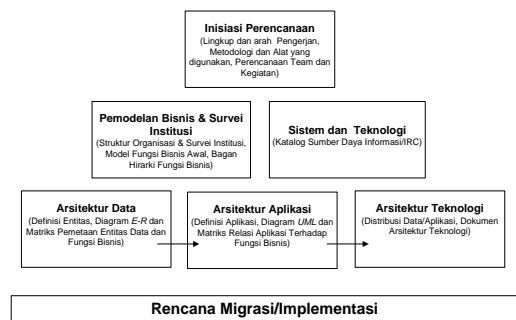 Inisiasi Perencanaan
(Lingkup dan arah Pengerjan,
Metodologi dan Alat yang
digunakan, Perencanaan Team dan
Kegiatan)
Pemodelan Bisnis & Survei
Institusi
(Struktur Organisasi & Survei Institusi,
Model Fungsi Bisnis Awal, Bagan
Hirarki Fungsi Bisnis)
Sistem dan Teknologi
(Katalog Sumber Daya Informasi/IRC)
Arsitektur Data
(Definisi Entitas, Diagram E-R dan
Matriks Pemetaan Entitas Data dan
Fungsi Bisnis)
Arsitektur Aplikasi
(Definisi Aplikasi, Diagram UML dan
Matriks Relasi Aplikasi Terhadap
Fungsi Bisnis)
Arsitektur Teknologi
(Distribusi Data/Aplikasi, Dokumen
Arsitektur Teknologi)
Rencana Migrasi/Implementasi